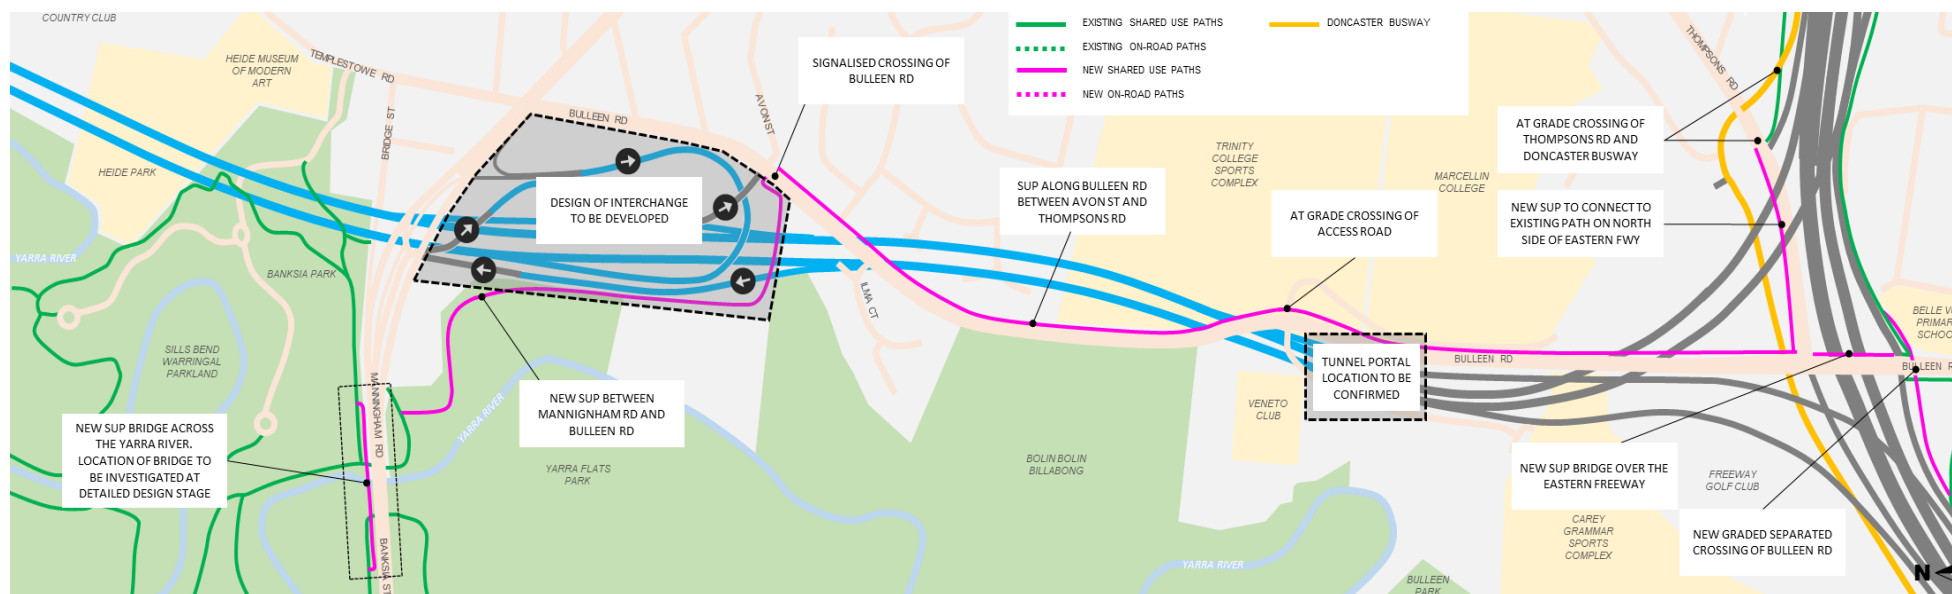 COUNTRY CLUB
HEIDE MUSEUM
OF MODERN
ART
TEMPLESTOWE RD
BRIDGE ST
HEIDE PARK
YARRA RIVER
BANKSIA PARK
SILLS BEND
WARRINGAL
PARKLAND
NEW SUP BRIDGE ACROSS
THE YARRA RIVER.
LOCATION OF BRIDGE TO
BE INVESTIGATED AT
DETAILED DESIGN STAGE
MANNINGHAM RD
BANKSIA ST
BULLEEN RD
DESIGN OF INTERCHANGE
TO BE DEVELOPED
AVON ST
SIGNALISED CROSSING OF
BULLEEN RD
NEW SUP BETWEEN
MANNIGNHAM RD AND
BULLEEN RD
YARRA RIVER
YARRA FLATS
PARK
ILMA CT
EXISTING SHARED USE PATHS
EXISTING ON-ROAD PATHS
NEW SHARED USE PATHS
NEW ON-ROAD PATHS
DONCASTER BUSWAY
SUP ALONG BULLEEN RD
BETWEEN AVON ST AND
THOMPSONS RD
TRINITY
COLLEGE
SPORTS
COMPLEX
AT GRADE CROSSING OF
ACCESS ROAD
MARCELLIN
COLLEGE
BOLIN BOLIN
BILLABONG
VENETO
CLUB
TUNNEL PORTAL
LOCATION TO BE
CONFIRMED
BULLEEN RD
YARRA RIVER
BULLEEN
PARK
THOMPSONS RD
AT GRADE CROSSING OF
THOMPSONS RD AND
DONCASTER BUSWAY
NEW SUP TO CONNECT TO
EXISTING PATH ON NORTH
SIDE OF EASTERN FWY
BELLE V
PRIMAR
SCHOO
BULLEEN R
NEW SUP BRIDGE OVER THE
EASTERN FREEWAY
FREEWAY
GOLF CLUB
CAREY
GRAMMAR
SPORTS
COMPLEX
NEW GRADED SEPARATED
CROSSING OF BULLEEN RD
N